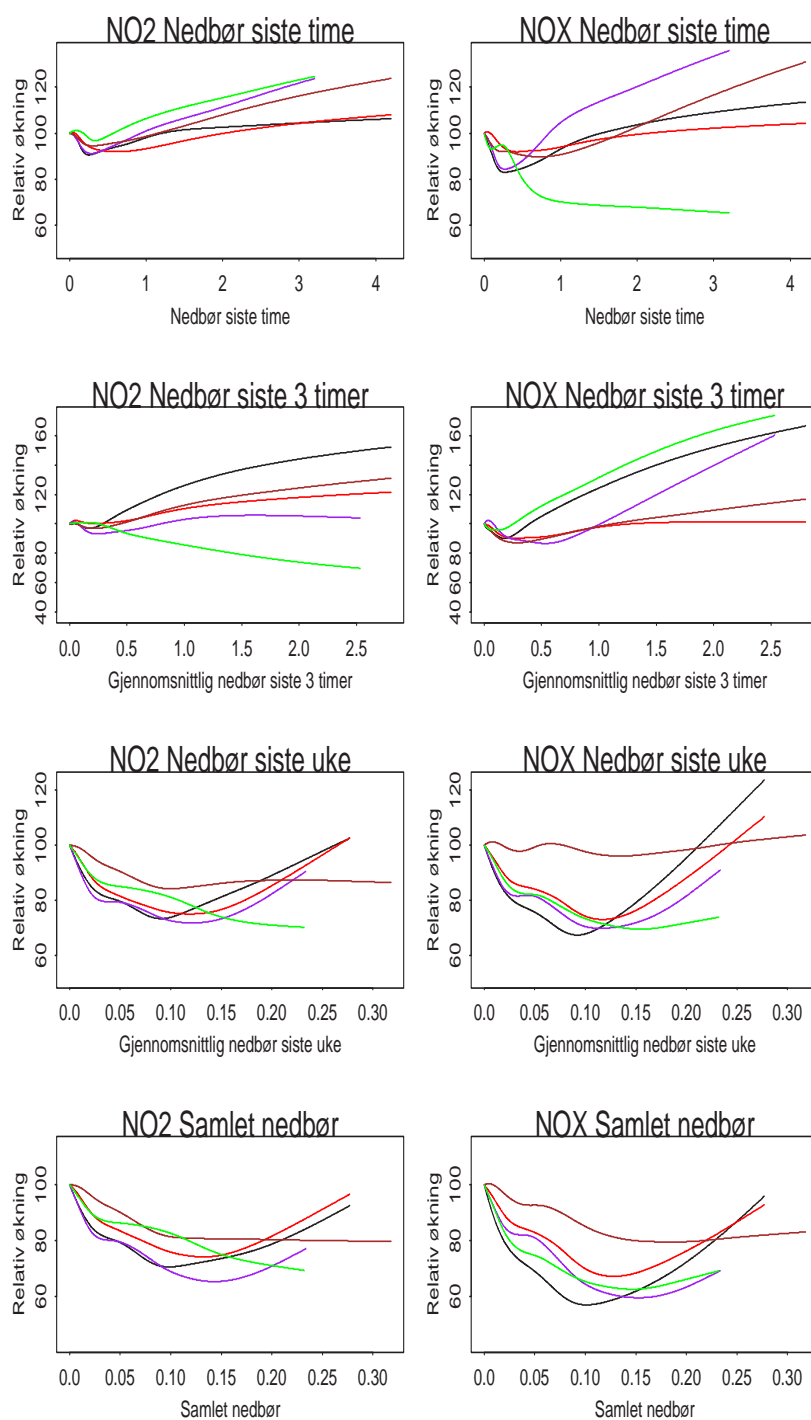 NO2 Nedbør siste time
Relativ økning
60 80 100 120
0 1 2 3 4
Nedbør siste time
NOX Nedbør siste time
Relativ økning
60 80 100 120
0 1 2 3 4
Nedbør siste time
NO2 Nedbør siste 3 timer
Relativ økning
40 60 80 120 160
0.0 0.5 1.0 1.5 2.0 2.5
Gjennomsnittlig nedbør siste 3 timer
NOX Nedbør siste 3 timer
Relativ økning
40 60 80 120 160
0.0 0.5 1.0 1.5 2.0 2.5
Gjennomsnittlig nedbør siste 3 timer
NO2 Nedbør siste uke
Relativ økning
60 80 100 120
0.0 0.05 0.10 0.15 0.20 0.25 0.30
Gjennomsnittlig nedbør siste uke
NOX Nedbør siste uke
Relativ økning
60 80 100 120
0.0 0.05 0.10 0.15 0.20 0.25 0.30
Gjennomsnittlig nedbør siste uke
NO2 Samlet nedbør
Relativ økning
60 80 100
0.0 0.05 0.10 0.15 0.20 0.25 0.30
Samlet nedbør
NOX Samlet nedbør
Relativ økning
60 80 100
0.0 0.05 0.10 0.15 0.20 0.25 0.30
Samlet nedbør